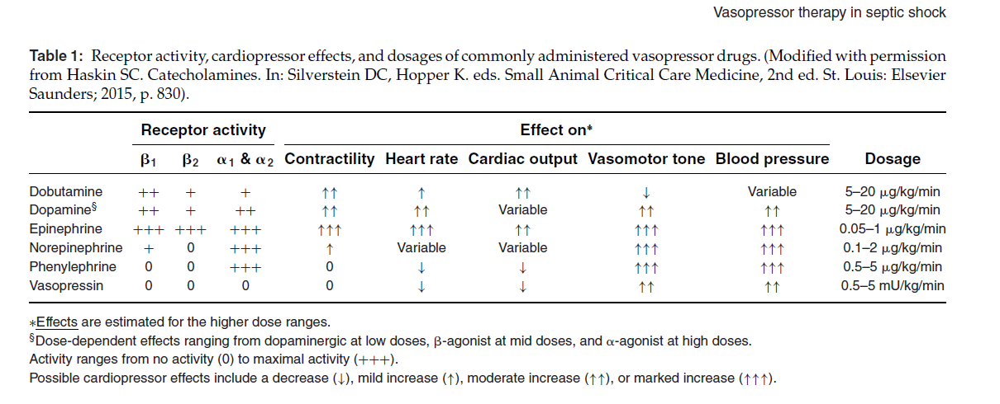 Vasopressor therapy in septic shock
Table 1: Receptor activity, cardiopressor effects, and dosages of commonly administered vasopressor drugs. (Modified with permission
from Haskin SC. Catecholamines. In: Silverstein DC, Hopper K. eds. Small Animal Critical Care Medicine, 2nd ed. St. Louis: Elsevier
Saunders; 2015, p. 830).
Receptor activity Effect on*
β1 β2 α1 & α2 Contractility Heart rate Cardiac output Vasomotor tone Blood pressure Dosage
Dobutamine ++ + + ↑↑ ↑ ↑↑ ↓ Variable 5–20 μg/kg/min
Dopamine§ ++ + ++ ↑↑ ↑↑ Variable ↑↑ ↑↑ 5–20 μg/kg/min
Epinephrine +++ +++ +++ ↑↑↑ ↑↑↑ ↑↑ ↑↑↑ ↑↑↑ 0.05–1 μg/kg/min
Norepinephrine + 0 +++ ↑ Variable Variable ↑↑↑ ↑↑↑ 0.1–2 μg/kg/min
Phenylephrine 0 0 +++ 0 ↓ ↓ ↑↑↑ ↑↑↑ 0.5–5 μg/kg/min
Vasopressin 0 0 0 0 ↓ ↓ ↑↑ ↑↑ 0.5–5 mU/kg/min
*Effects are estimated for the higher dose ranges.
§Dose-dependent effects ranging from dopaminergic at low doses, β-agonist at mid doses, and α-agonist at high doses.
Activity ranges from no activity (0) to maximal activity (+++).
Possible cardiopressor effects include a decrease (↓), mild increase (↑), moderate increase (↑↑), or marked increase (↑↑↑).